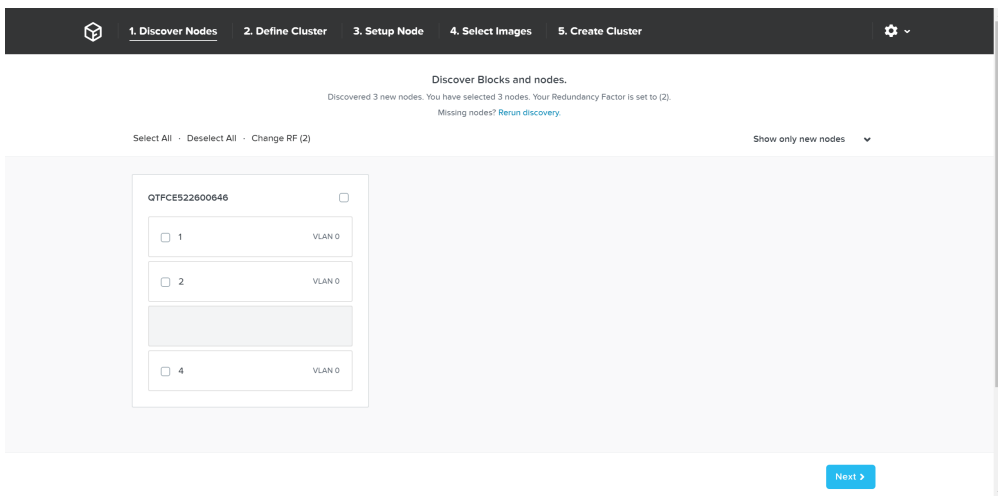 1. Discover Nodes 2. Define Cluster 3. Setup Node 4. Select Images 5. Create Cluster
Discover Blocks and nodes.
Discovered 3 new nodes. You have selected 3 nodes. Your Redundancy Factor is set to (2).
Missing nodes? Rerun discovery.
Select All · Deselect All · Change RF (2) Show only new nodes
QTFCE522600646
1 VLAN 0
2 VLAN 0
4 VLAN 0
Next